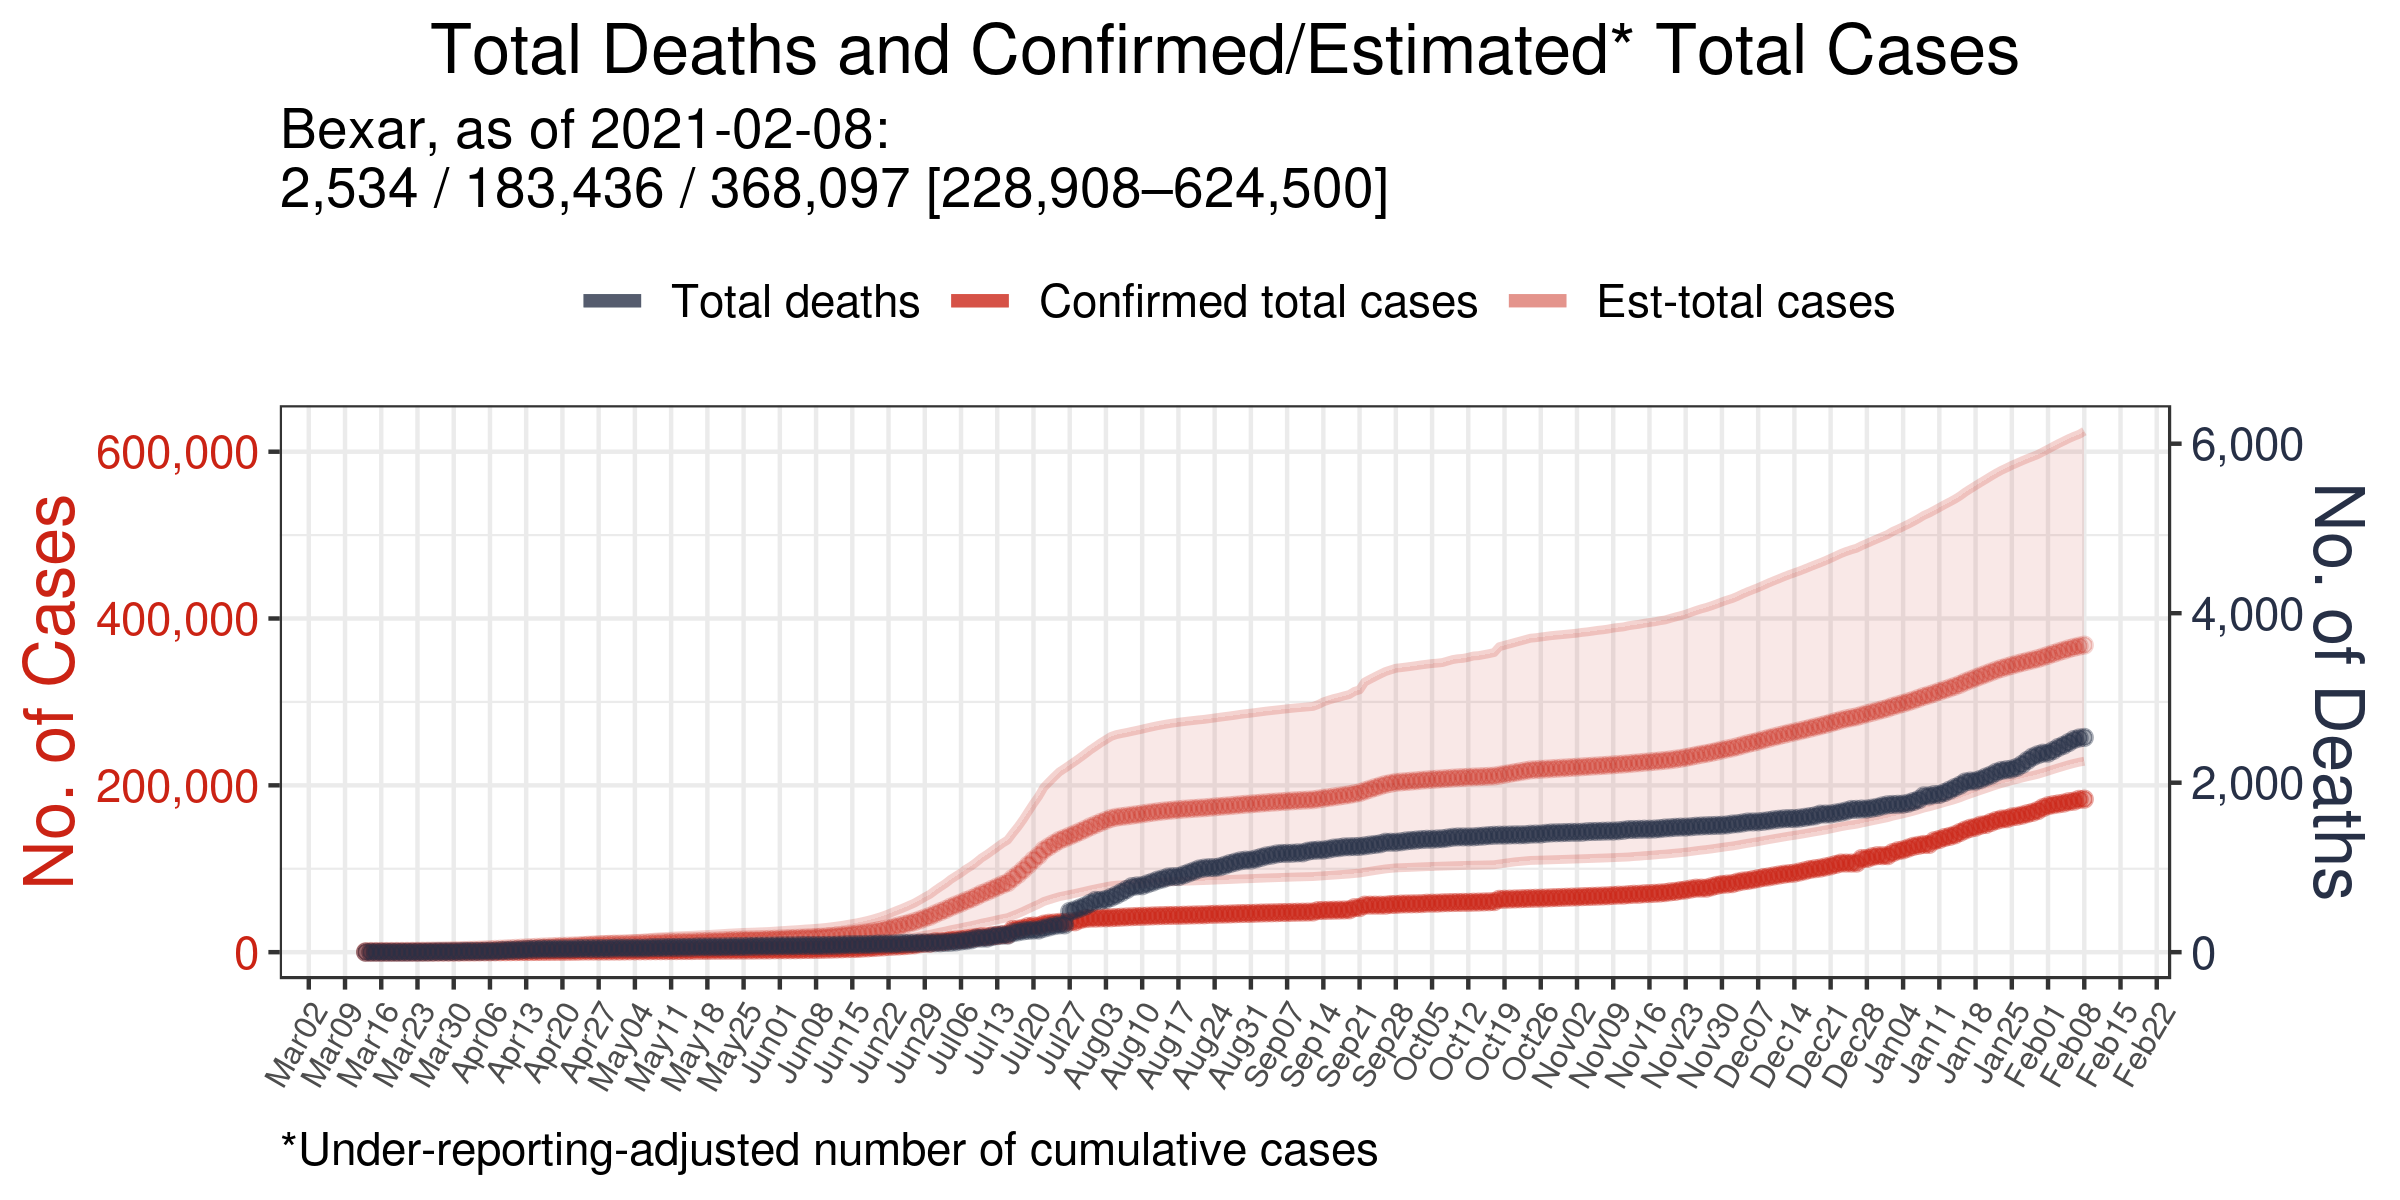 Total Deaths and Confirmed/Estimated* Total Cases
Bexar, as of 2021-02-08:
2,534 / 183,436 / 368,097 [228,908–624,500]
Total deaths Confirmed total cases Est-total cases
No. of Cases
600,000
400,000
200,000
0
6,000
4,000
2,000
0
No. of Deaths
Mar02 Mar09 Mar16 Mar23 Mar30 Apr06 Apr13 Apr20 Apr27 May04 May11 May18 May25 Jun01 Jun08 Jun15 Jun22 Jun29 Jul06 Jul13 Jul20 Jul27 Aug03 Aug10 Aug17 Aug24 Aug31 Sep07 Sep14 Sep21 Sep28 Oct05 Oct12 Oct19 Oct26 Nov02 Nov09 Nov16 Nov23 Nov30 Dec07 Dec14 Dec21 Dec28 Jan04 Jan11 Jan18 Jan25 Feb01 Feb08 Feb15 Feb22
*Under-reporting-adjusted number of cumulative cases